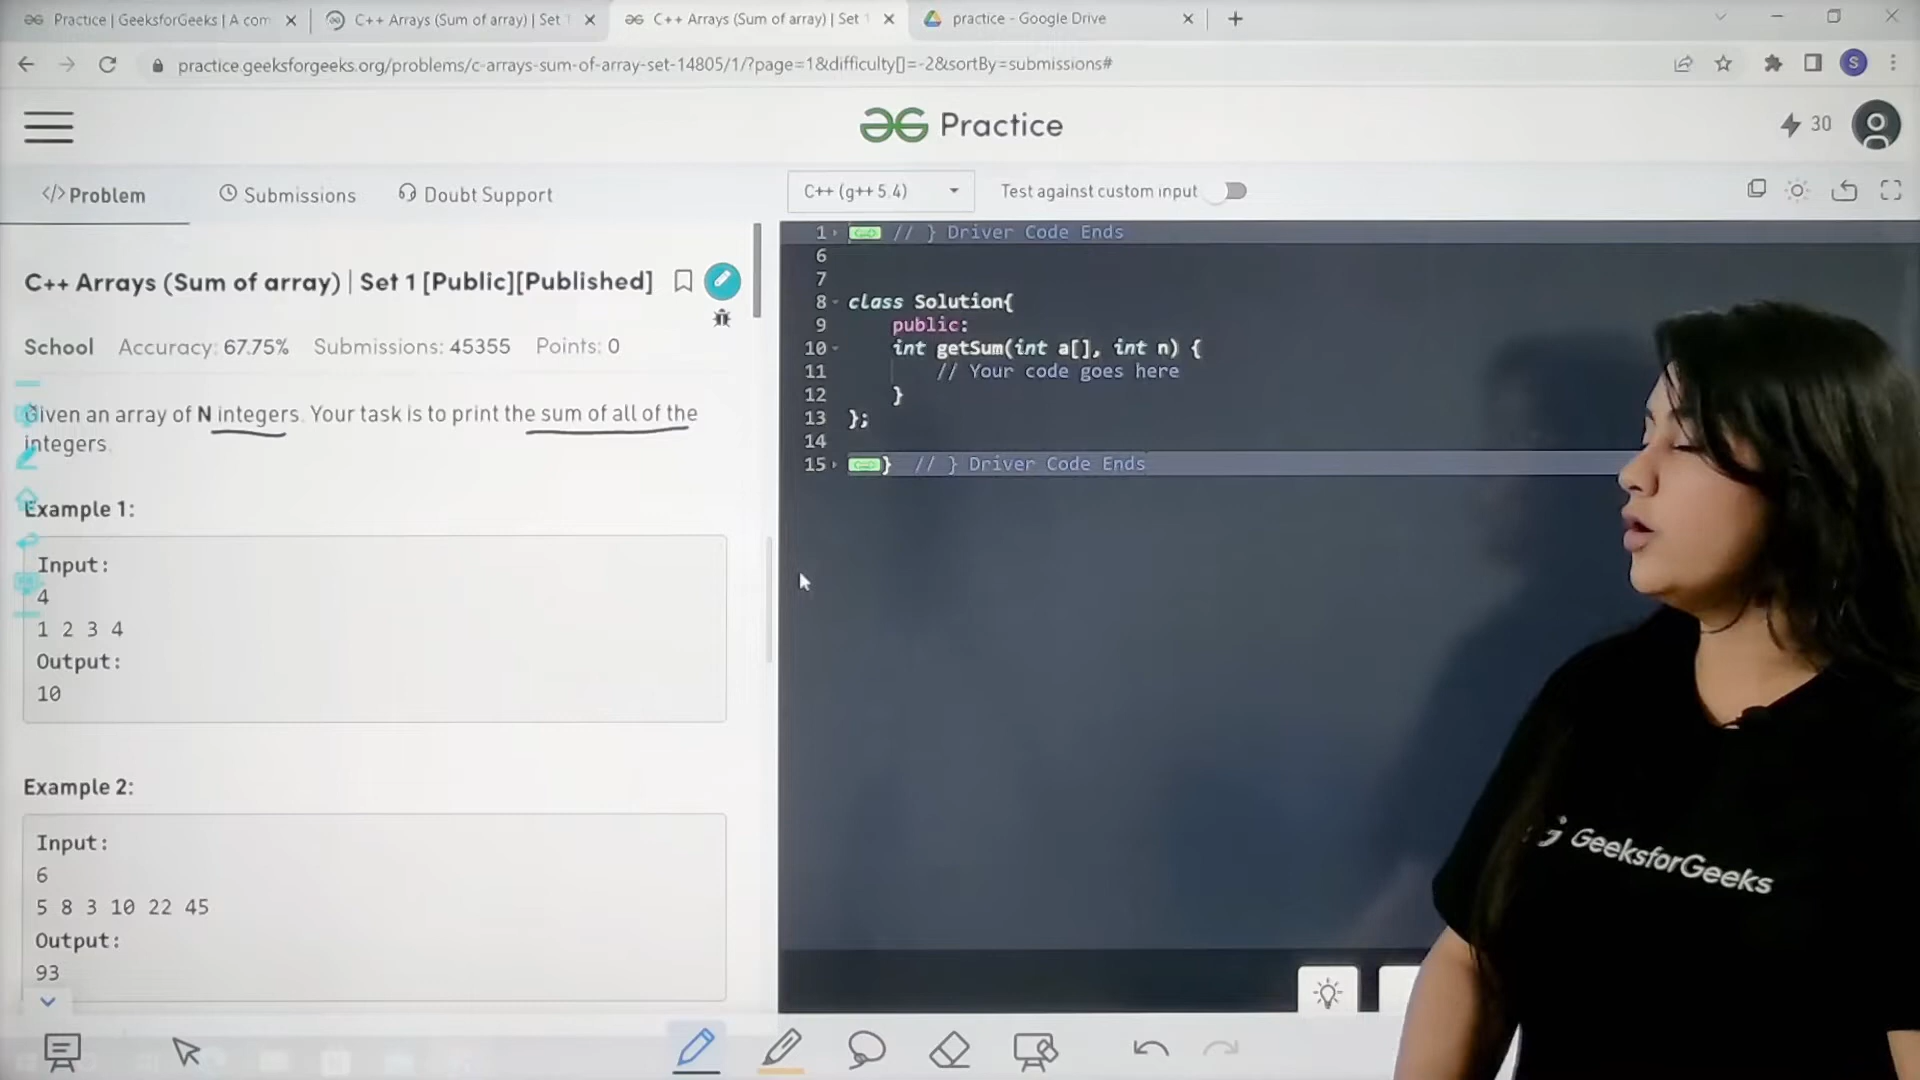 Practice | GeeksforGeeks | A com
C++ Arrays (Sum of array) | Set 1
C++ Arrays (Sum of array) | Set 1
practice - Google Drive
practice.geeksforgeeks.org/problems/c-arrays-sum-of-array-set-14805/1/?page=1&difficulty[]=-2&sortBy=submissions#
S
Practice
30
</> Problem
Submissions
Doubt Support
C++ (g++ 5.4)
Test against custom input
C++ Arrays (Sum of array) | Set 1 [Public][Published]
School Accuracy: 67.75% Submissions: 45355 Points: 0
Given an array of N integers. Your task is to print the sum of all of the
integers.
Example 1:
Input:
4
1 2 3 4
Output:
10
Example 2:
Input:
6
5 8 3 10 22 45
Output:
93
1 // } Driver Code Ends
6
7
8 class Solution{
9 public:
10 int getSum(int a[], int n) {
11 // Your code goes here
12 }
13 };
14
15 } // } Driver Code Ends
GeeksforGeeks